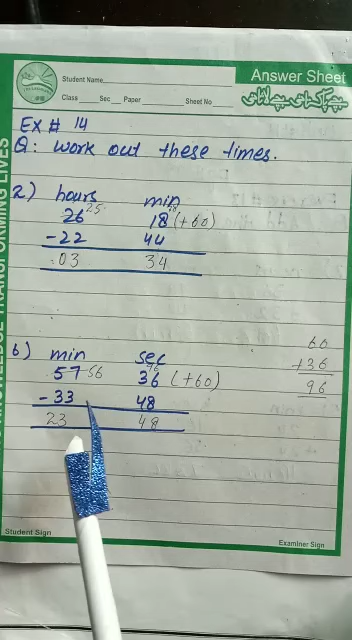 Answer Sheet
Student Name
Class Sec Paper Sheet No
EX # 14
Q: work out these times.
a) hours min
26 25 18 (+60)
-22 44
03 34
60
b) min sec +36
57 56 36 (+60) 96
- 33 48
23 48
Student Sign Examiner Sign